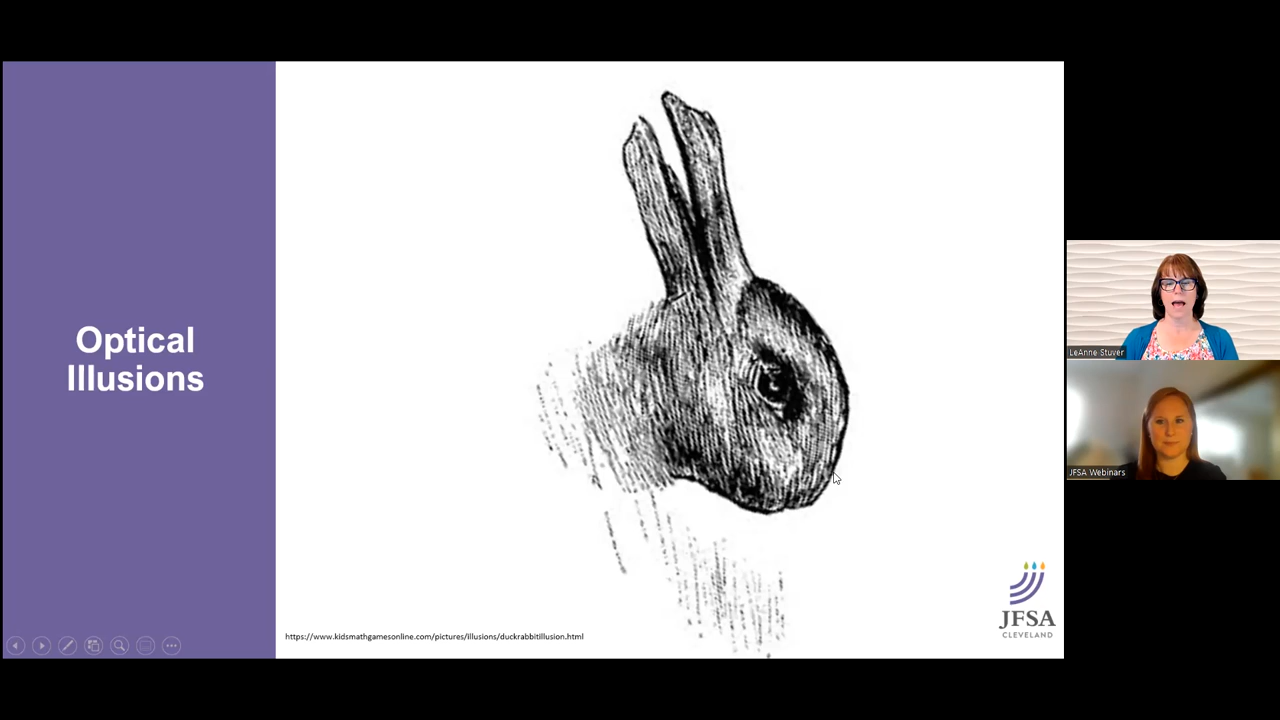 Optical
Illusions
https://www.kidsmathgamesonline.com/pictures/illusions/duckrabbitillusion.html
JFSA
CLEVELAND
LeAnne Stuver
JFSA Webinars